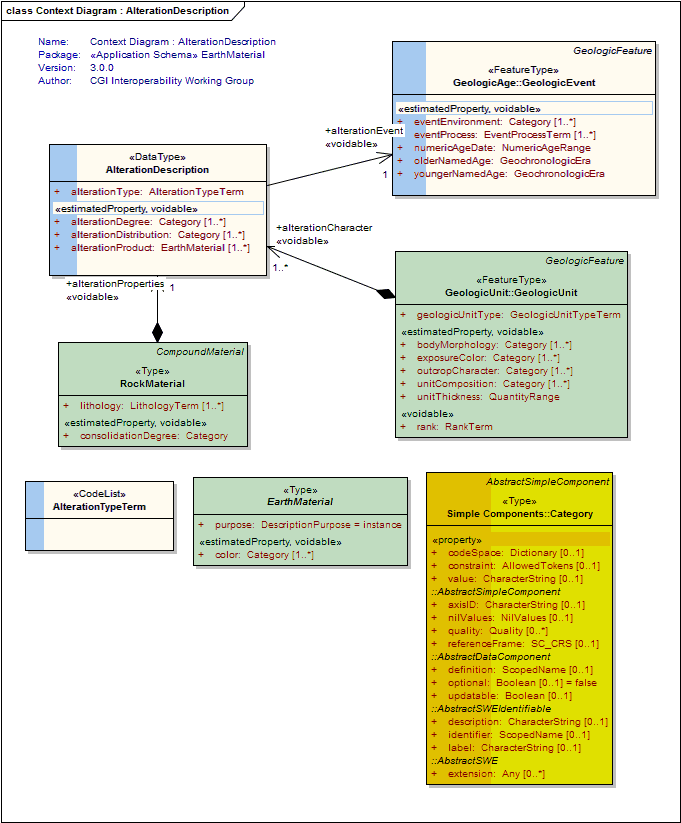 class Context Diagram : AlterationDescription
Name: Context Diagram : AlterationDescription
Package: «Application Schema» EarthMaterial
Version: 3.0.0
Author: CGI Interoperability Working Group
GeologicFeature
«FeatureType»
GeologicAge::GeologicEvent
«estimatedProperty, voidable»
+ eventEnvironment: Category [1..*]
+ eventProcess: EventProcessTerm [1..*]
+ numericAgeDate: NumericAgeRange
+ olderNamedAge: GeochronologicEra
+ youngerNamedAge: GeochronologicEra
+alterationEvent
«voidable»
1
«DataType»
AlterationDescription
+ alterationType: AlterationTypeTerm
«estimatedProperty, voidable»
+ alterationDegree: Category [1..*]
+ alterationDistribution: Category [1..*]
+ alterationProduct: EarthMaterial [1..*]
+alterationCharacter
«voidable»
1..*
+alterationProperties
«voidable»
1
GeologicFeature
«FeatureType»
GeologicUnit::GeologicUnit
+ geologicUnitType: GeologicUnitTypeTerm
«estimatedProperty, voidable»
+ bodyMorphology: Category [1..*]
+ exposureColor: Category [1..*]
+ outcropCharacter: Category [1..*]
+ unitComposition: Category [1..*]
+ unitThickness: QuantityRange
«voidable»
+ rank: RankTerm
CompoundMaterial
«Type»
RockMaterial
+ lithology: LithologyTerm [1..*]
«estimatedProperty, voidable»
+ consolidationDegree: Category
«CodeList»
AlterationTypeTerm
«Type»
EarthMaterial
+ purpose: DescriptionPurpose = instance
«estimatedProperty, voidable»
+ color: Category [1..*]
AbstractSimpleComponent
«Type»
Simple Components::Category
«property»
+ codeSpace: Dictionary [0..1]
+ constraint: AllowedTokens [0..1]
+ value: CharacterString [0..1]
::AbstractSimpleComponent
+ axisID: CharacterString [0..1]
+ nilValues: NilValues [0..1]
+ quality: Quality [0..*]
+ referenceFrame: SC_CRS [0..1]
::AbstractDataComponent
+ definition: ScopedName [0..1]
+ optional: Boolean [0..1] = false
+ updatable: Boolean [0..1]
::AbstractSWEIdentifiable
+ description: CharacterString [0..1]
+ identifier: ScopedName [0..1]
+ label: CharacterString [0..1]
::AbstractSWE
+ extension: Any [0..*]